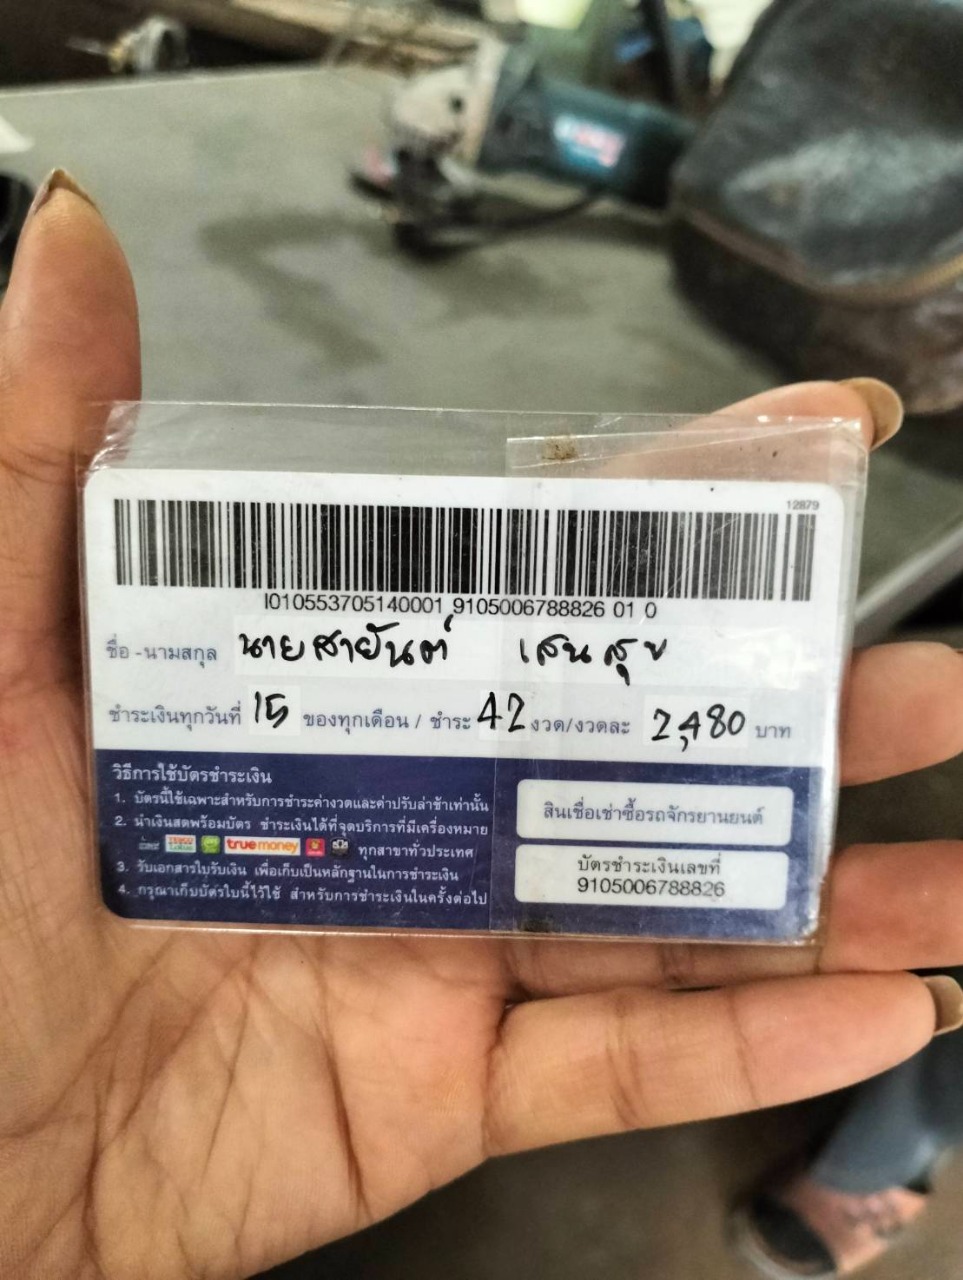 12879
I010553705140001 9105006788826 01 0
ชื่อ -นามสกุล นายสายันต์ เสนสุข
ชำระเงินทุกวันที่ 15 ของทุกเดือน / ชำระ 42 งวด/งวดละ 2,480 บาท
วิธีการใช้บัตรชำระเงิน
1. บัตรนี้ใช้เฉพาะสำหรับการชำระค่างวดและค่าปรับล่าช้าเท่านั้น
2. นำเงินสดพร้อมบัตร ชำระเงินได้ที่จุดบริการที่มีเครื่องหมาย
truemoney ทุกสาขาทั่วประเทศ
3. รับเอกสารใบรับเงิน เพื่อเก็บเป็นหลักฐานในการชำระเงิน
4. กรุณาเก็บบัตรใบนี้ไว้ใช้ สำหรับการชำระเงินในครั้งต่อไป
สินเชื่อเช่าซื้อรถจักรยานยนต์
บัตรชำระเงินเลขที่
9105006788826